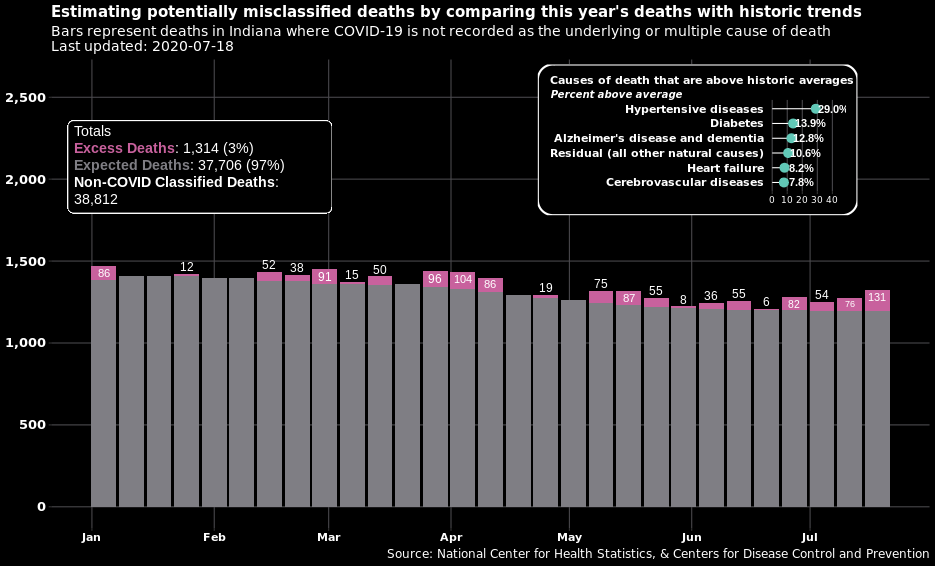 Estimating potentially misclassified deaths by comparing this year's deaths with historic trends
Bars represent deaths in Indiana where COVID-19 is not recorded as the underlying or multiple cause of death
Last updated: 2020-07-18
Causes of death that are above historic averages
Percent above average
Hypertensive diseases 29.0%
Diabetes 13.9%
Alzheimer's disease and dementia 12.8%
Residual (all other natural causes) 10.6%
Heart failure 8.2%
Cerebrovascular diseases 7.8%
0 10 20 30 40
Totals
Excess Deaths: 1,314 (3%)
Expected Deaths: 37,706 (97%)
Non-COVID Classified Deaths:
38,812
2,500
2,000
1,500
1,000
500
0
86 12 52 38 91 15 50 96 104 86 19 75 87 55 8 36 55 6 82 54 76 131
Jan Feb Mar Apr May Jun Jul
Source: National Center for Health Statistics, & Centers for Disease Control and Prevention